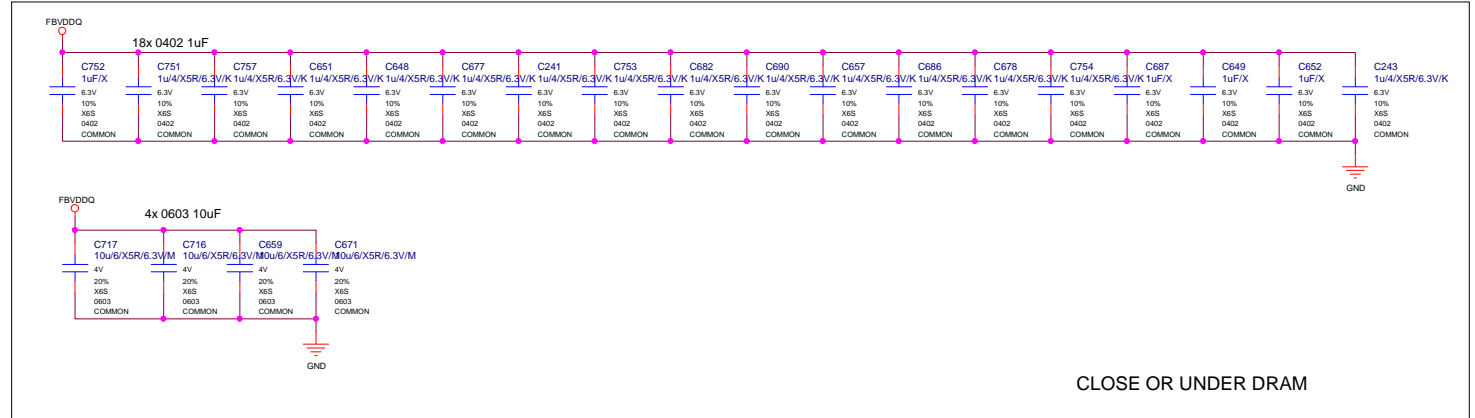 FBVDDQ
18x 0402 1uF
C752 C751 C757 C651 C648 C677 C241 C753 C682 C690 C657 C686 C678 C754 C687 C649 C652 C243
1uF/X 1u/4/X5R/6.3V/K 1u/4/X5R/6.3V/K 1u/4/X5R/6.3V/K 1u/4/X5R/6.3V/K 1u/4/X5R/6.3V/K 1u/4/X5R/6.3V/K 1u/4/X5R/6.3V/K 1u/4/X5R/6.3V/K 1u/4/X5R/6.3V/K 1u/4/X5R/6.3V/K 1u/4/X5R/6.3V/K 1u/4/X5R/6.3V/K 1u/4/X5R/6.3V/K 1uF/X 1uF/X 1uF/X 1u/4/X5R/6.3V/K
6.3V 6.3V 6.3V 6.3V 6.3V 6.3V 6.3V 6.3V 6.3V 6.3V 6.3V 6.3V 6.3V 6.3V 6.3V 6.3V 6.3V 6.3V
10% 10% 10% 10% 10% 10% 10% 10% 10% 10% 10% 10% 10% 10% 10% 10% 10% 10%
X6S X6S X6S X6S X6S X6S X6S X6S X6S X6S X6S X6S X6S X6S X6S X6S X6S X6S
0402 0402 0402 0402 0402 0402 0402 0402 0402 0402 0402 0402 0402 0402 0402 0402 0402 0402
COMMON COMMON COMMON COMMON COMMON COMMON COMMON COMMON COMMON COMMON COMMON COMMON COMMON COMMON COMMON COMMON COMMON COMMON
GND
FBVDDQ
4x 0603 10uF
C717 C716 C659 C671
10u/6/X5R/6.3V/M 10u/6/X5R/6.3V/M 10u/6/X5R/6.3V/M 10u/6/X5R/6.3V/M
4V 4V 4V 4V
20% 20% 20% 20%
X6S X6S X6S X6S
0603 0603 0603 0603
COMMON COMMON COMMON COMMON
GND
CLOSE OR UNDER DRAM